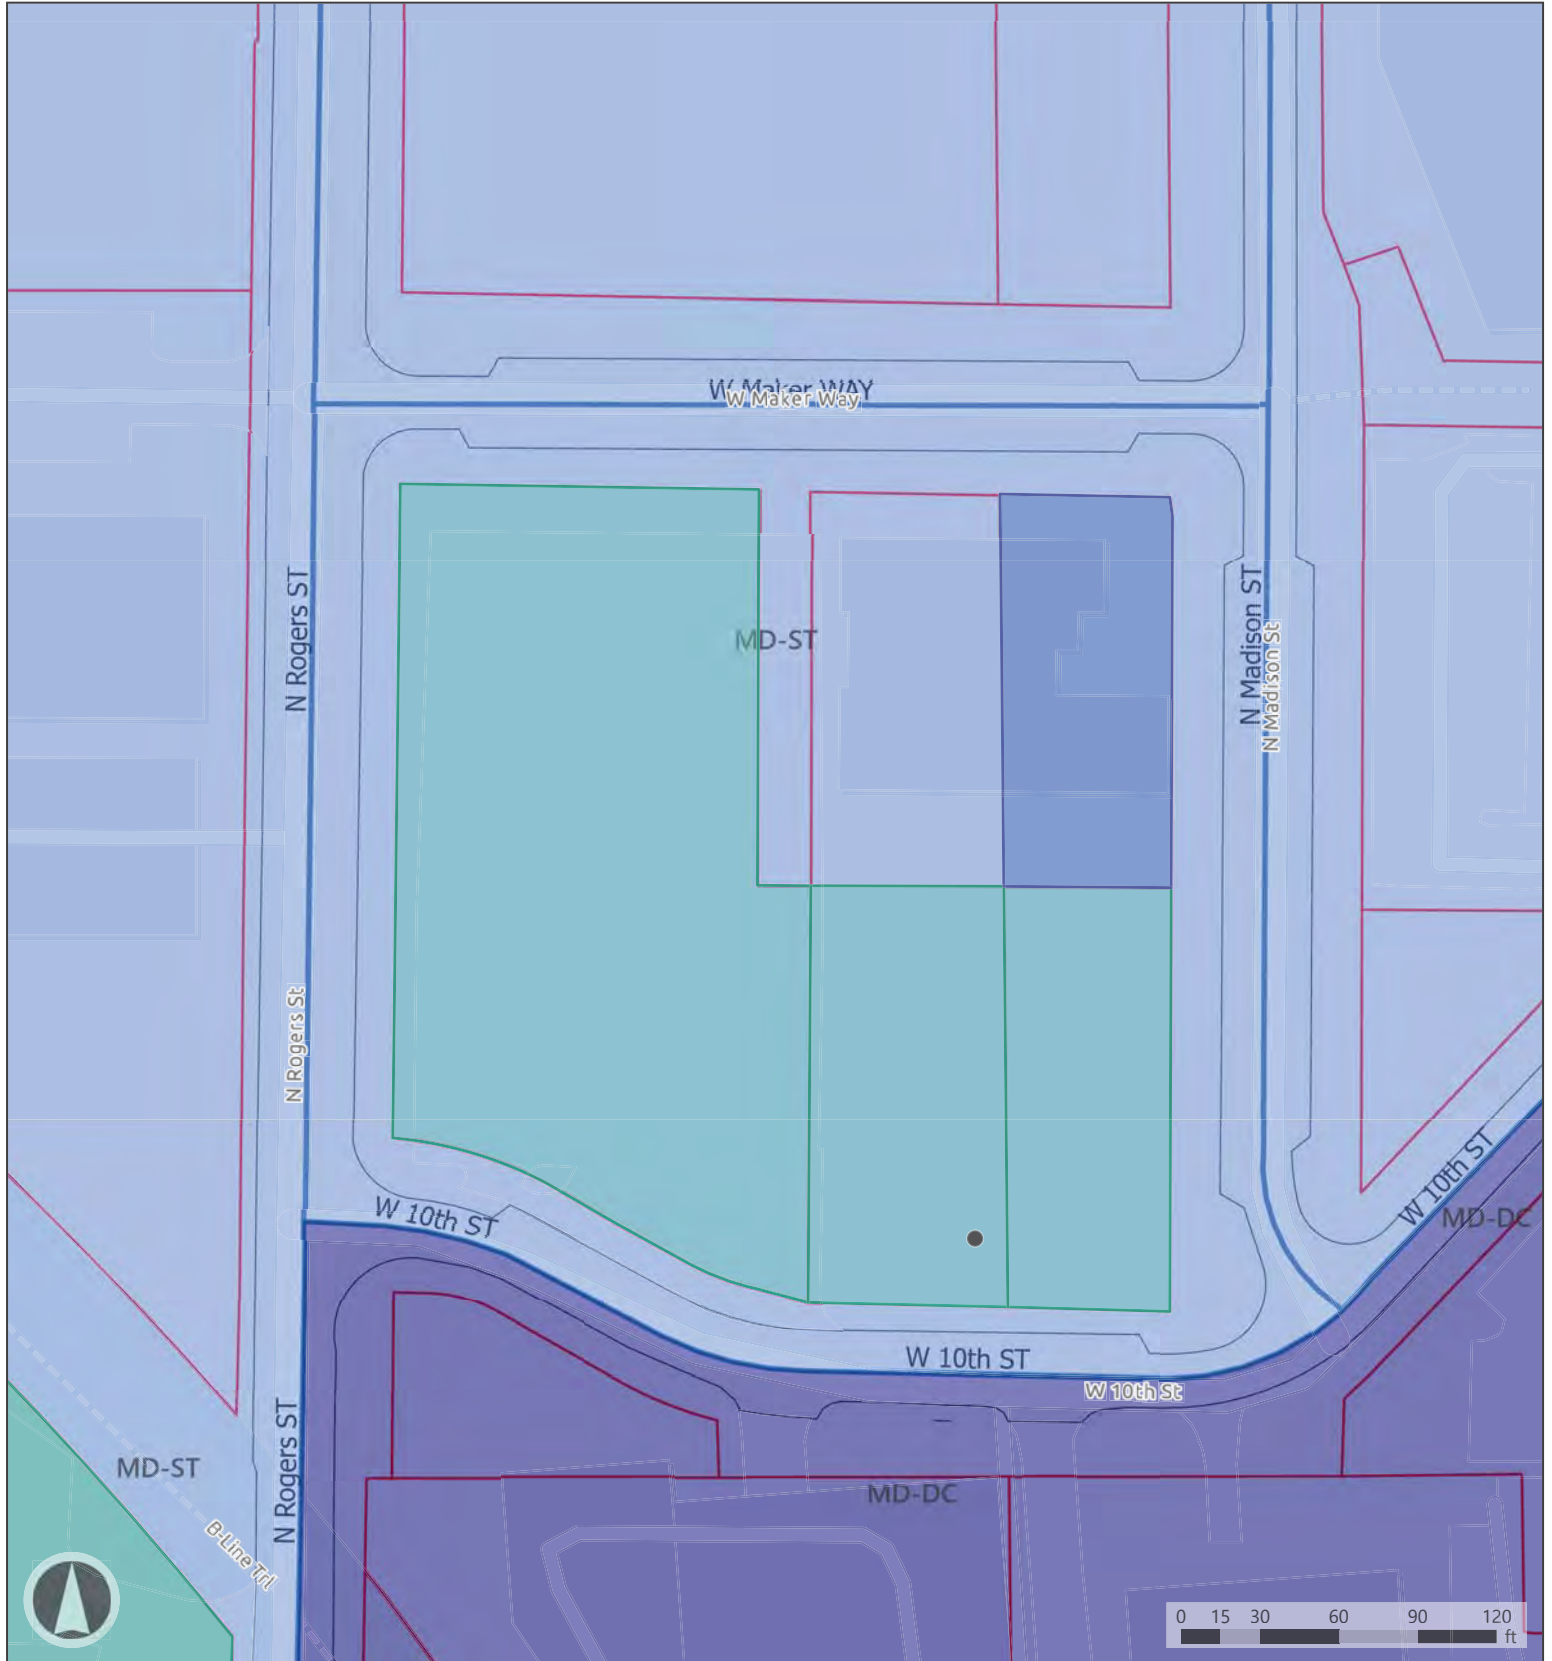 W Maker WAY
W Maker Way
N Rogers ST
MD-ST
N Madison ST
N Madison St
N Rogers St
W 10th ST
W 10th ST
MD-DC
W 10th ST
W 10th St
N Rogers ST
MD-ST
MD-DC
B-Line Trl
0 15 30 60 90 120
ft